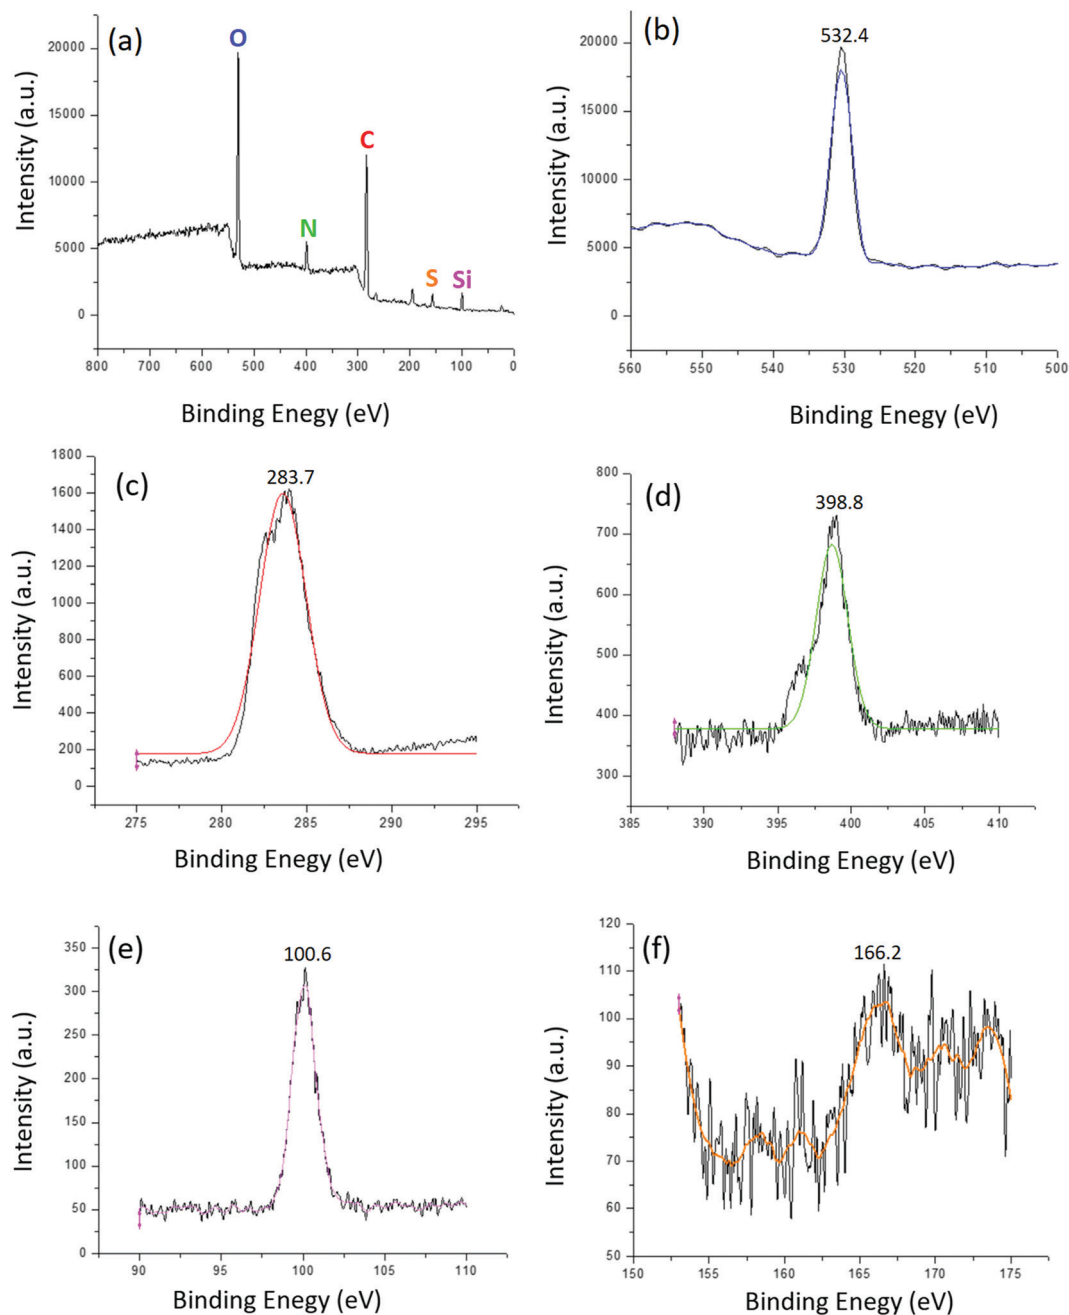 (a)
O
C
N
S
Si
20000
15000
10000
5000
0
800 700 600 500 400 300 200 100 0
Intensity (a.u.)
Binding Enegy (eV)
(b)
532.4
20000
15000
10000
5000
0
560 550 540 530 520 510 500
Intensity (a.u.)
Binding Enegy (eV)
(c)
283.7
1800
1600
1400
1200
1000
800
600
400
200
0
275 280 285 290 295
Intensity (a.u.)
Binding Enegy (eV)
(d)
398.8
800
700
600
500
400
300
385 390 395 400 405 410
Intensity (a.u.)
Binding Enegy (eV)
(e)
100.6
350
300
250
200
150
100
50
0
90 95 100 105 110
Intensity (a.u.)
Binding Enegy (eV)
(f)
166.2
120
110
100
90
80
70
60
50
150 155 160 165 170 175
Intensity (a.u.)
Binding Enegy (eV)